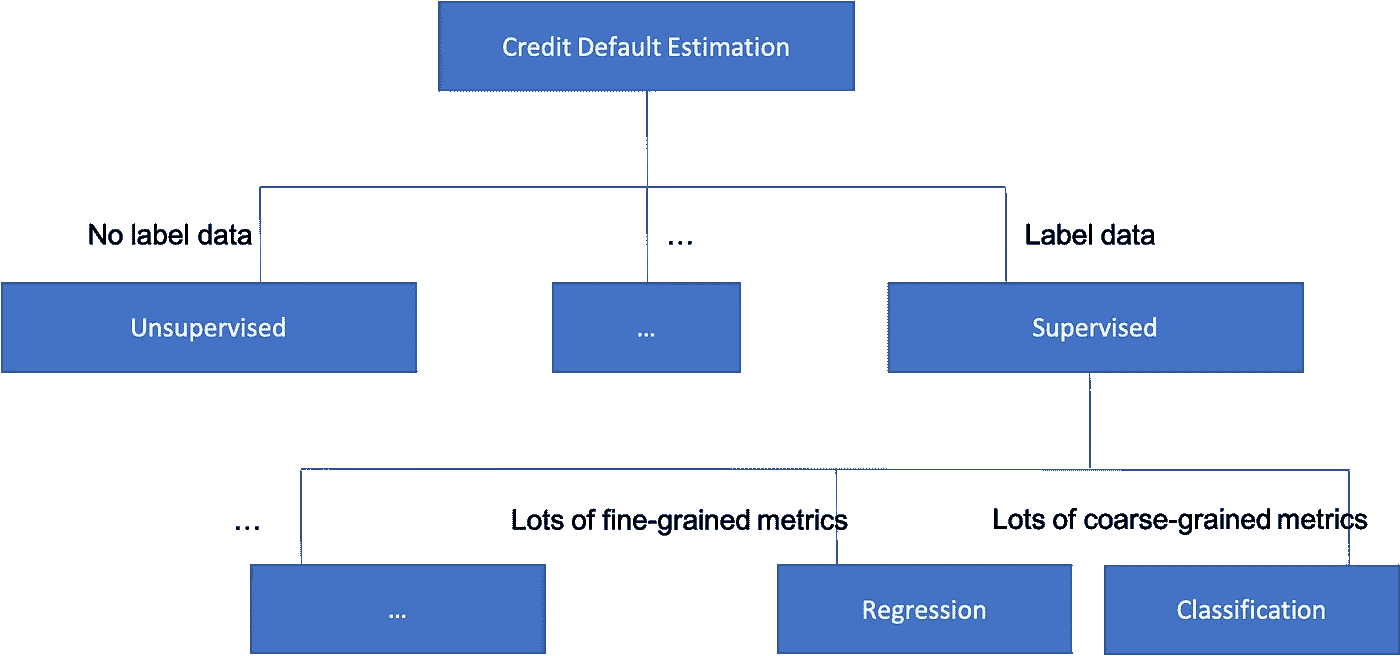 Credit Default Estimation
No label data
…
Label data
Unsupervised
...
Supervised
…
Lots of fine-grained metrics
Lots of coarse-grained metrics
...
Regression
Classification